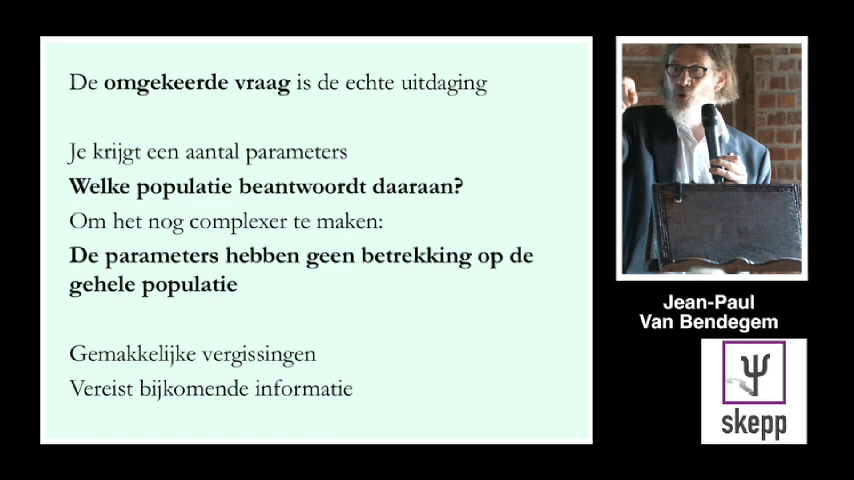 De omgekeerde vraag is de echte uitdaging
Je krijgt een aantal parameters
Welke populatie beantwoordt daaraan?
Om het nog complexer te maken:
De parameters hebben geen betrekking op de
gehele populatie
Gemakkelijke vergissingen
Vereist bijkomende informatie
Jean-Paul
Van Bendegem
Ψ
skepp